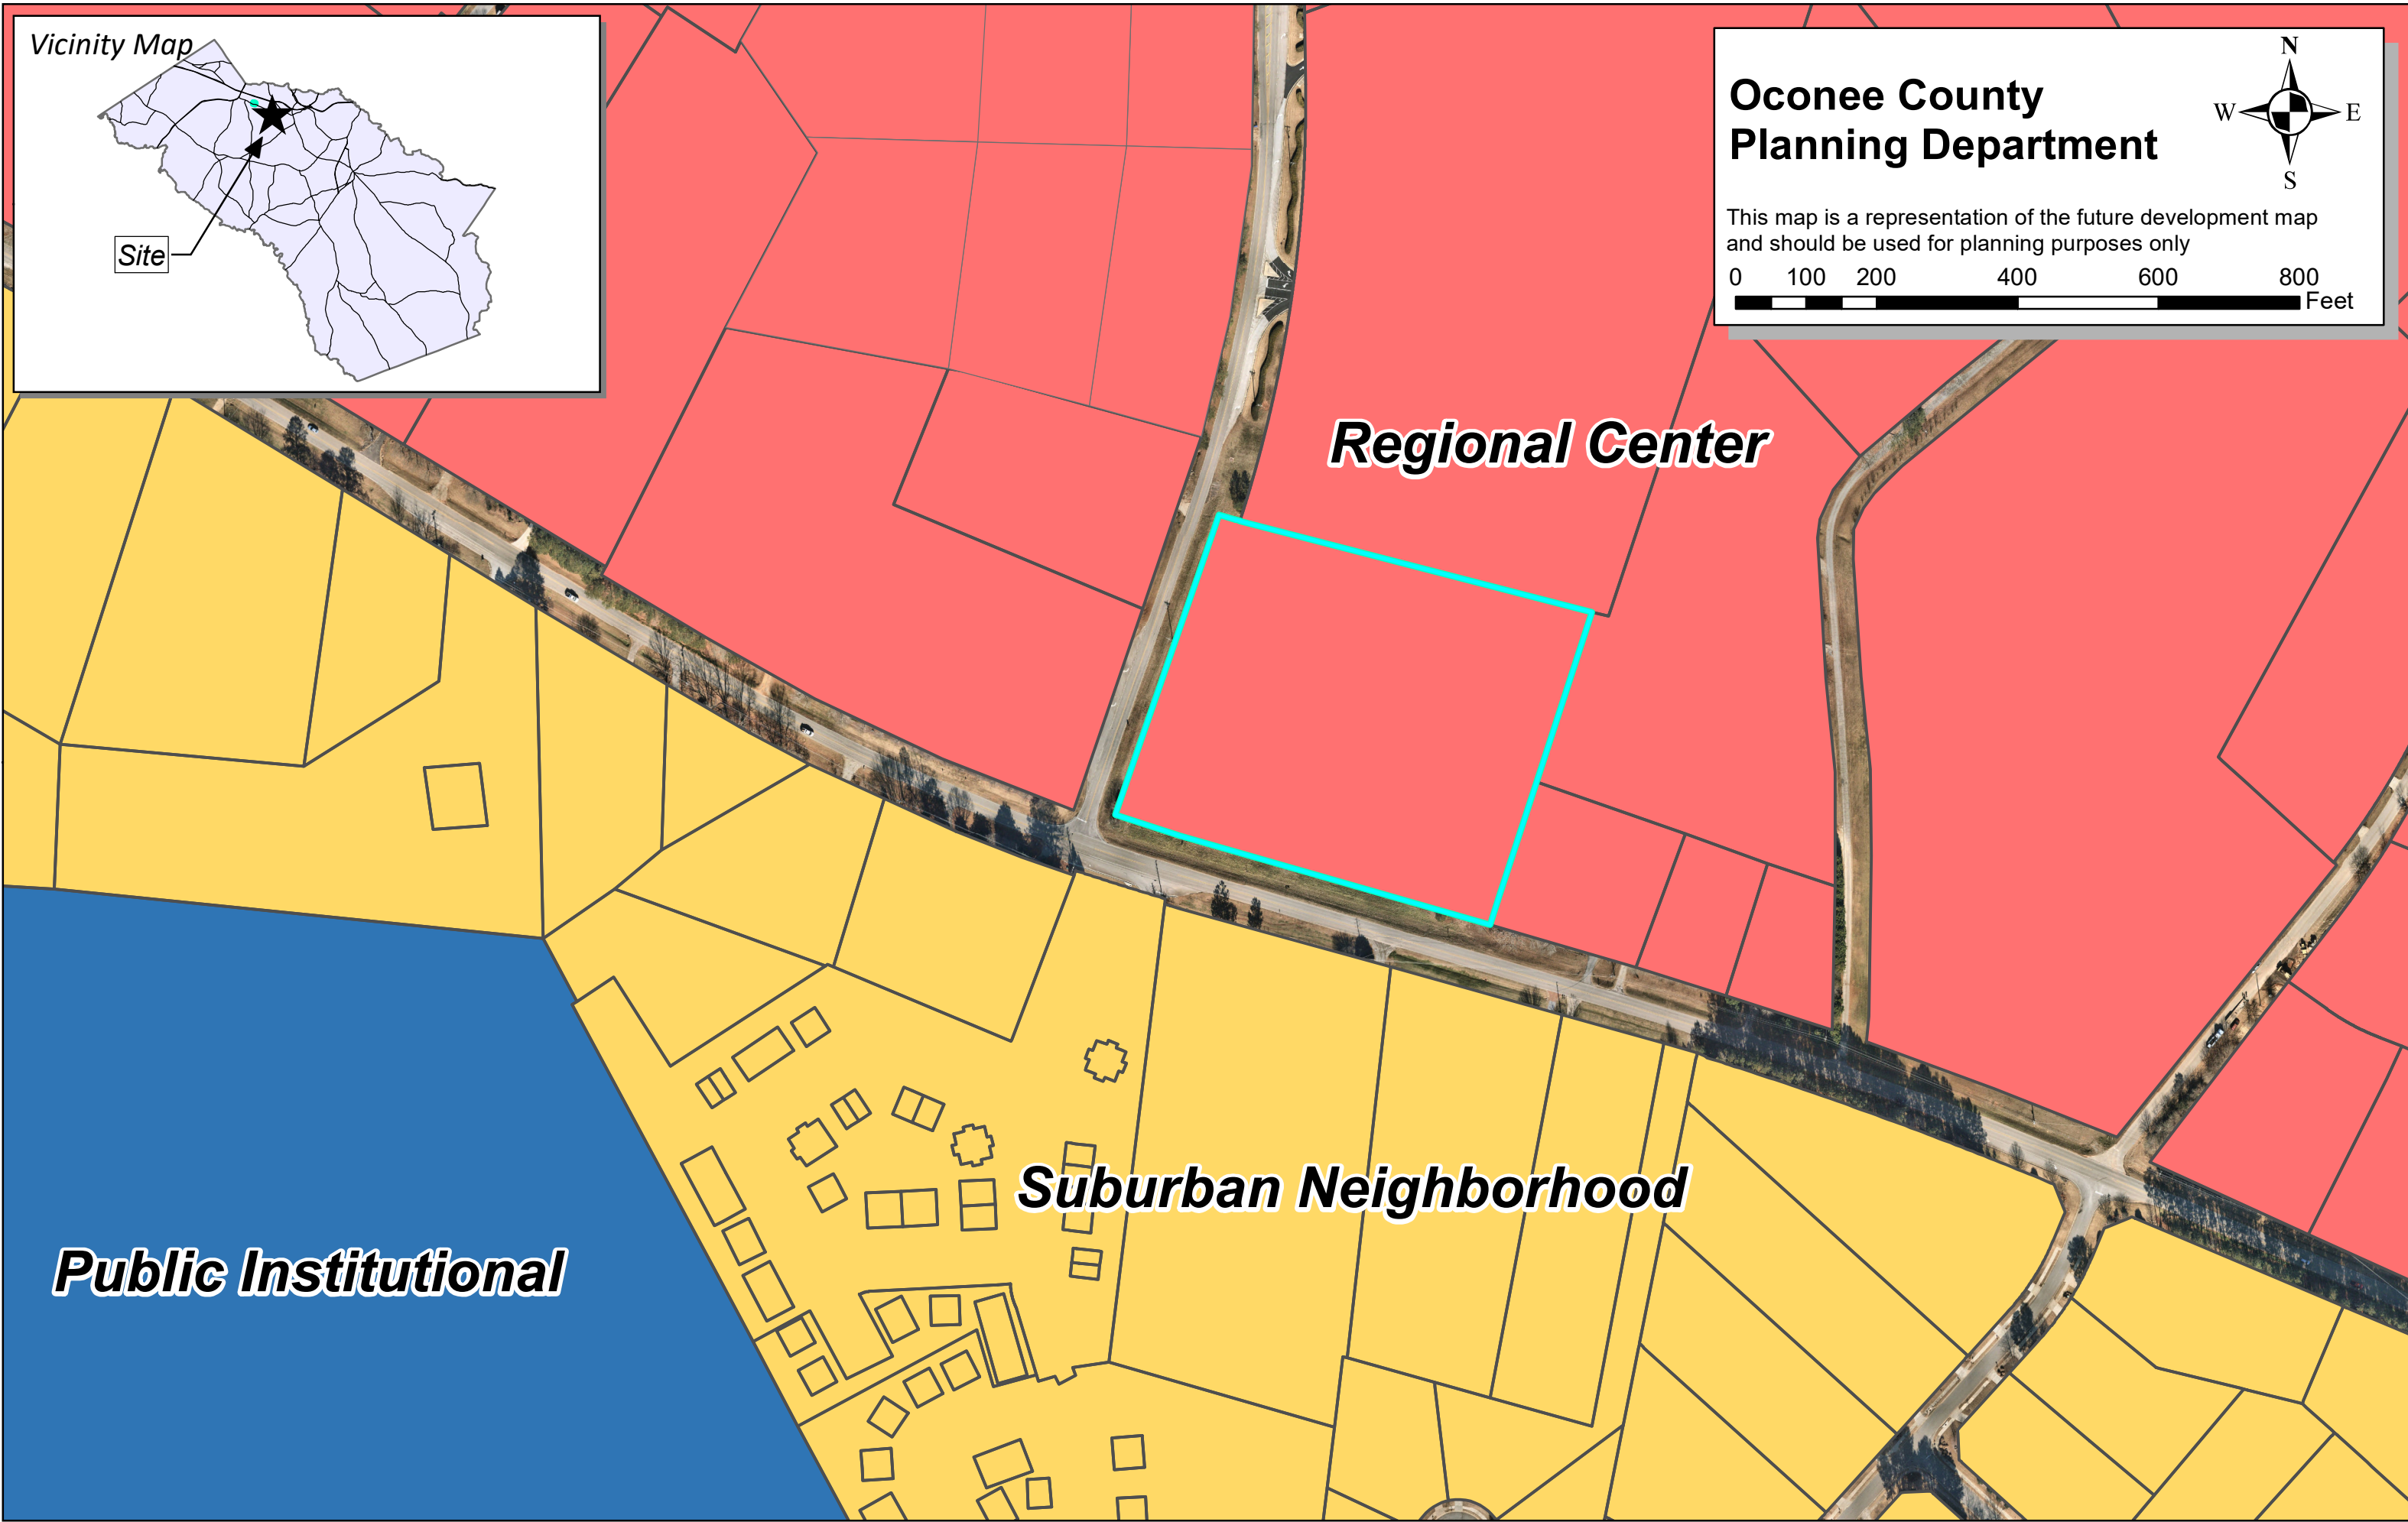 Vicinity Map
Site
Oconee County
Planning Department
N
W
E
S
This map is a representation of the future development map
and should be used for planning purposes only
0 100 200 400 600 800
Feet
Regional Center
Suburban Neighborhood
Public Institutional